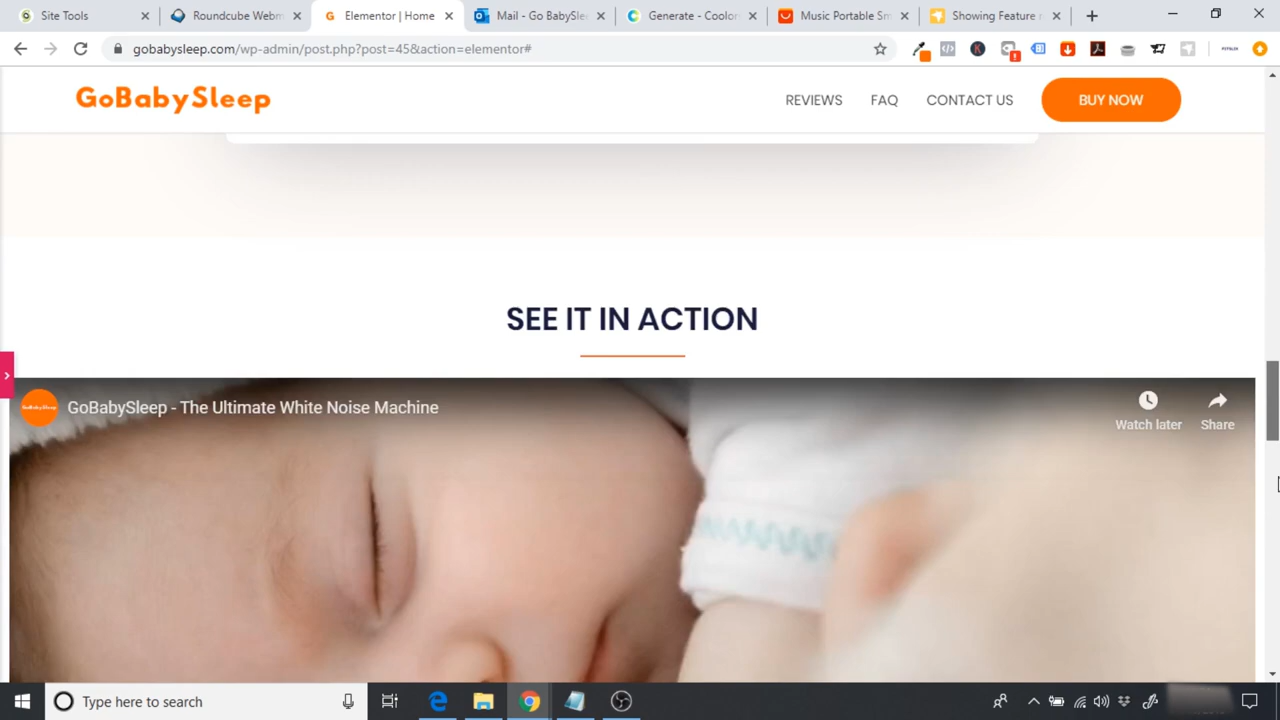 Site Tools
Roundcube Webm
Elementor | Home
Mail - Go BabySle
Generate - Coolor
Music Portable Sm
Showing Feature
gobabysleep.com/wp-admin/post.php?post=45&action=elementor#
GoBabySleep
REVIEWS
FAQ
CONTACT US
BUY NOW
SEE IT IN ACTION
GoBabySleep - The Ultimate White Noise Machine
Watch later
Share
Type here to search